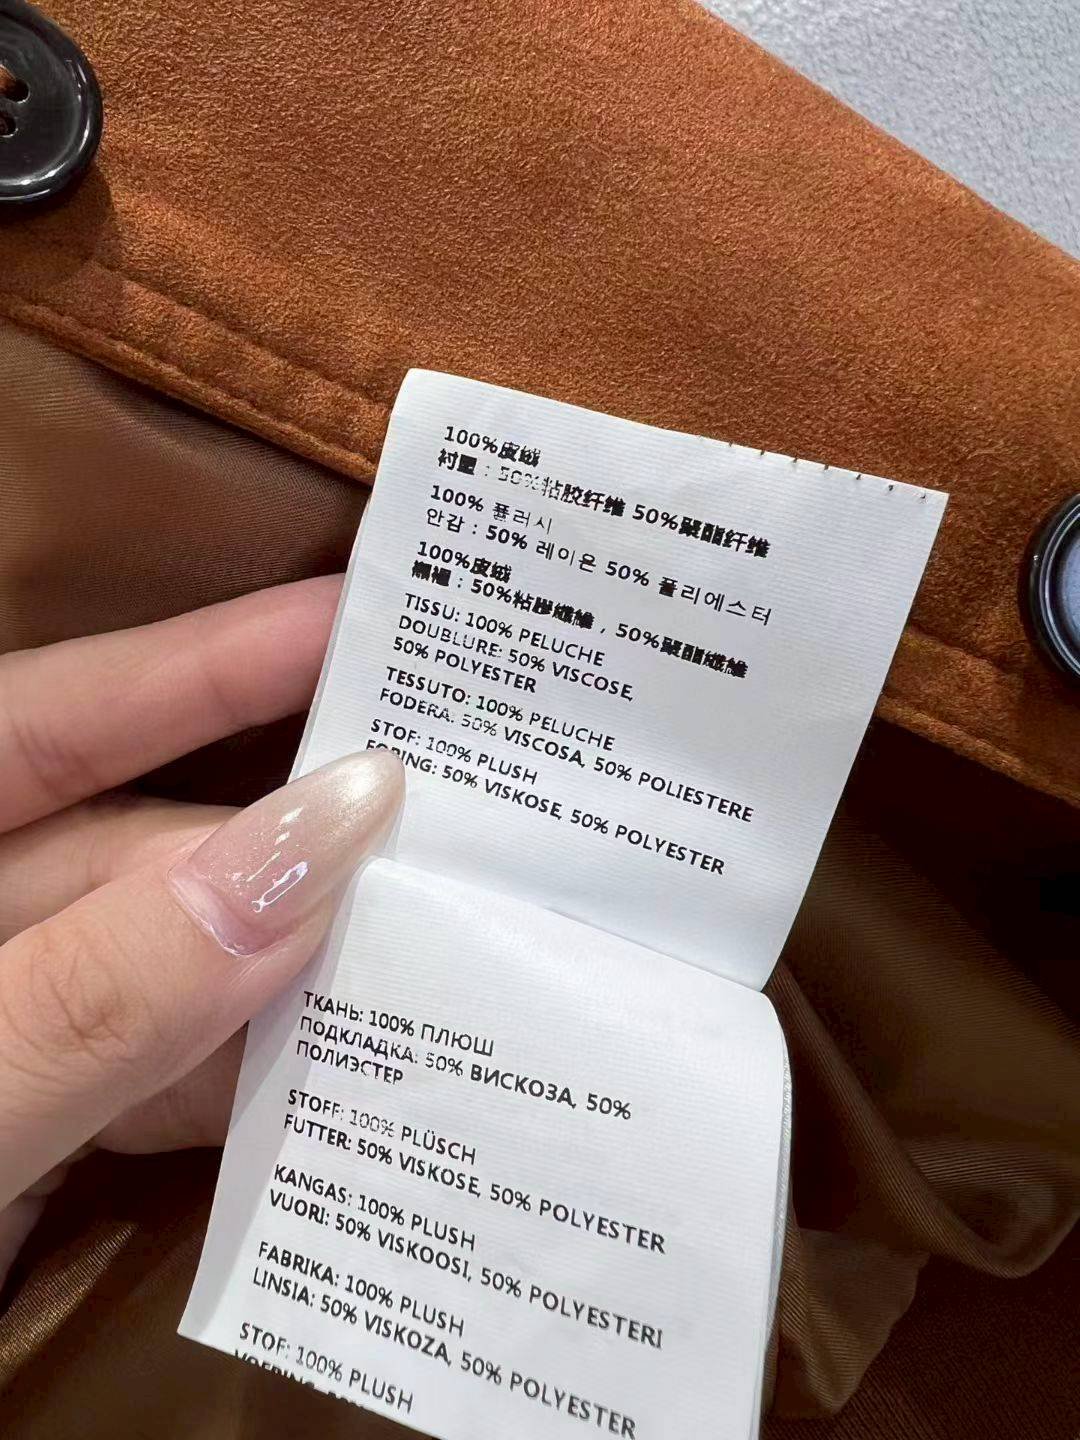 100%皮绒
衬里：50%粘胶纤维 50%聚酯纤维
100% 플러시
안감：50% 레이온 50% 폴리에스터
100%皮絨
襯裡：50%粘膠纖維，50%聚酯纖維
TISSU: 100% PELUCHE
DOUBLURE: 50% VISCOSE,
50% POLYESTER
TESSUTO: 100% PELUCHE
FODERA: 50% VISCOSA, 50% POLIESTERE
STOF: 100% PLUSH
FORING: 50% VISKOSE, 50% POLYESTER
ТКАНЬ: 100% ПЛЮШ
ПОДКЛАДКА: 50% ВИСКОЗА, 50%
ПОЛИЭСТЕР
STOFF: 100% PLÜSCH
FUTTER: 50% VISKOSE, 50% POLYESTER
KANGAS: 100% PLUSH
VUORI: 50% VISKOOSI, 50% POLYESTERI
FABRIKA: 100% PLUSH
LINSIA: 50% VISKOZA, 50% POLYESTER
STOF: 100% PLUSH